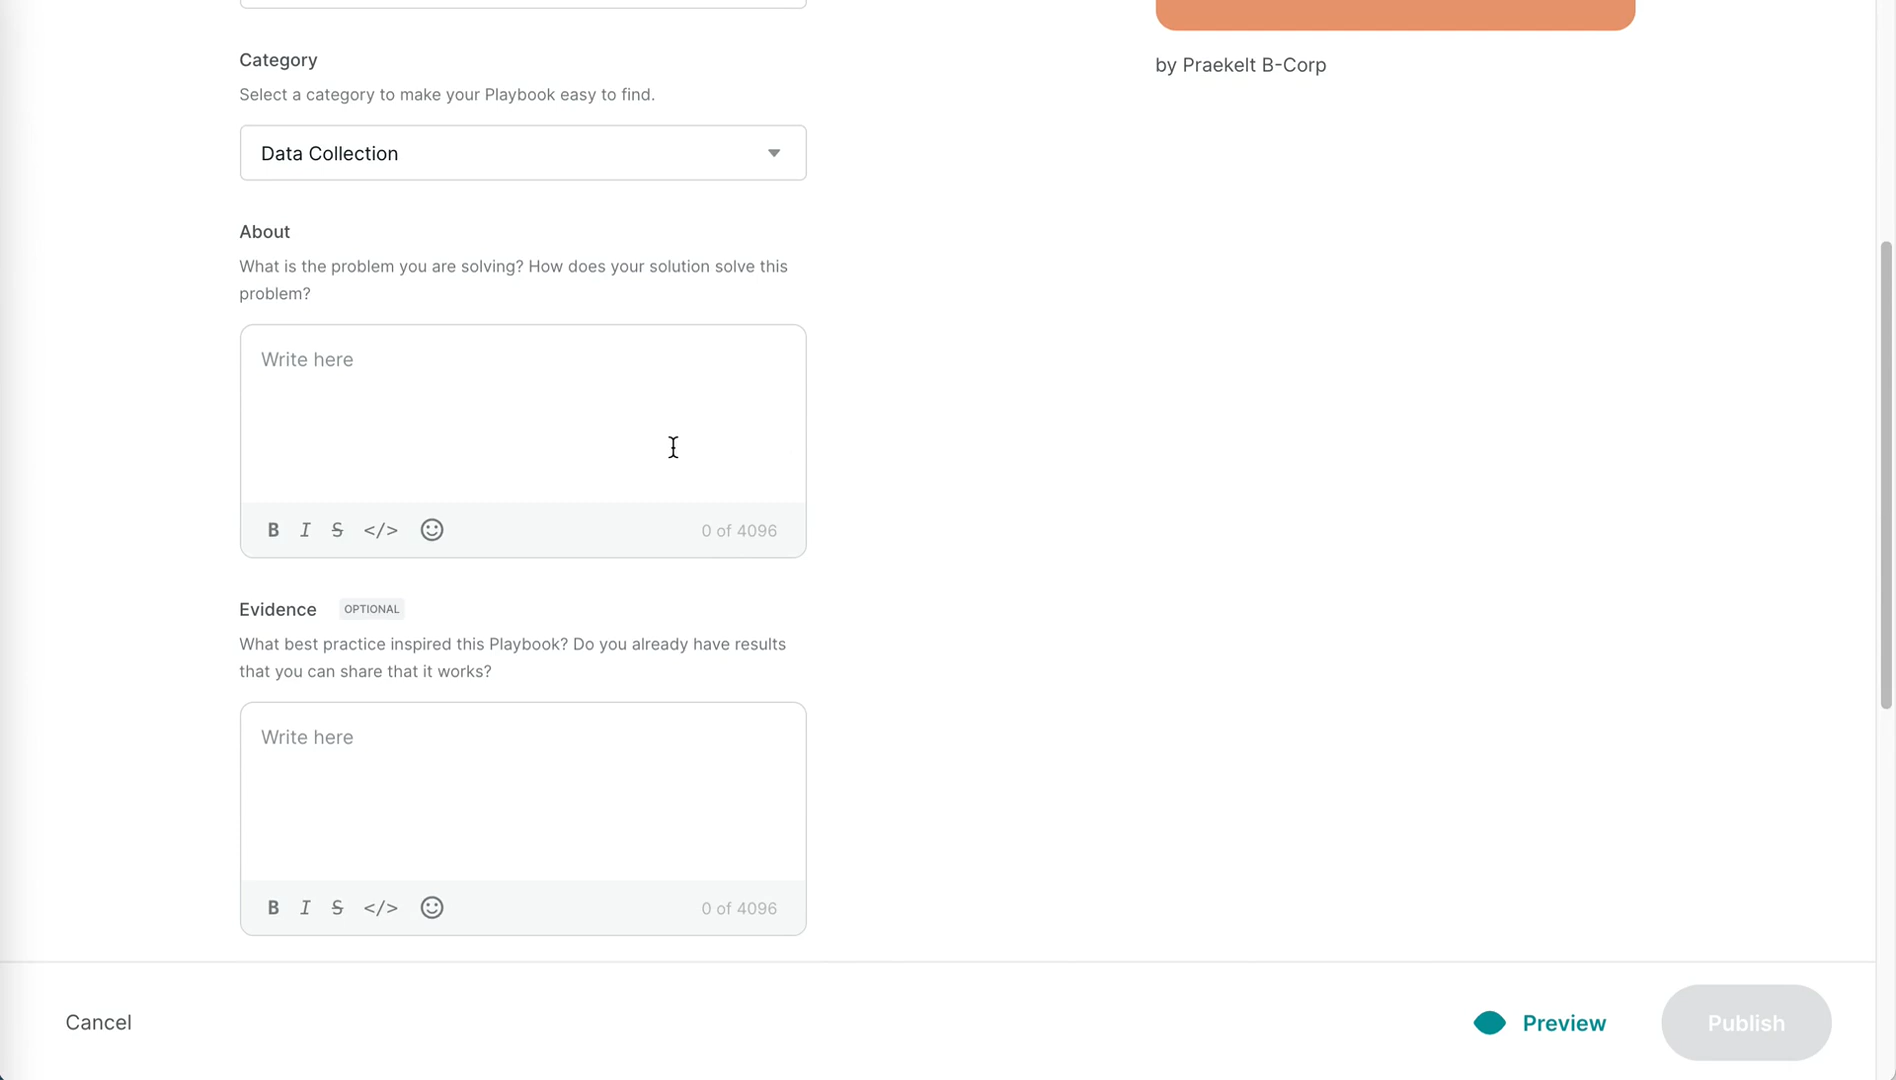 Category
Select a category to make your Playbook easy to find.
Data Collection
About
What is the problem you are solving? How does your solution solve this
problem?
Write here
B I S </> 0 of 4096
Evidence OPTIONAL
What best practice inspired this Playbook? Do you already have results
that you can share that it works?
Write here
B I S </> 0 of 4096
by Praekelt B-Corp
Cancel
Preview
Publish